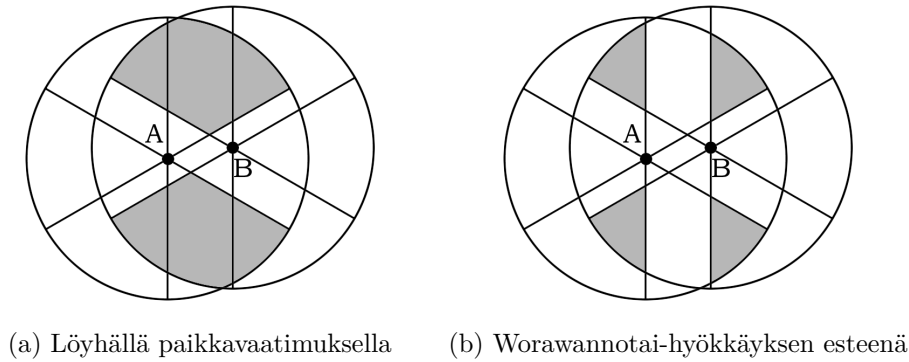 A
B
A
B
(a) Löyhällä paikkavaatimuksella
(b) Worawannotai-hyökkäyksen esteenä